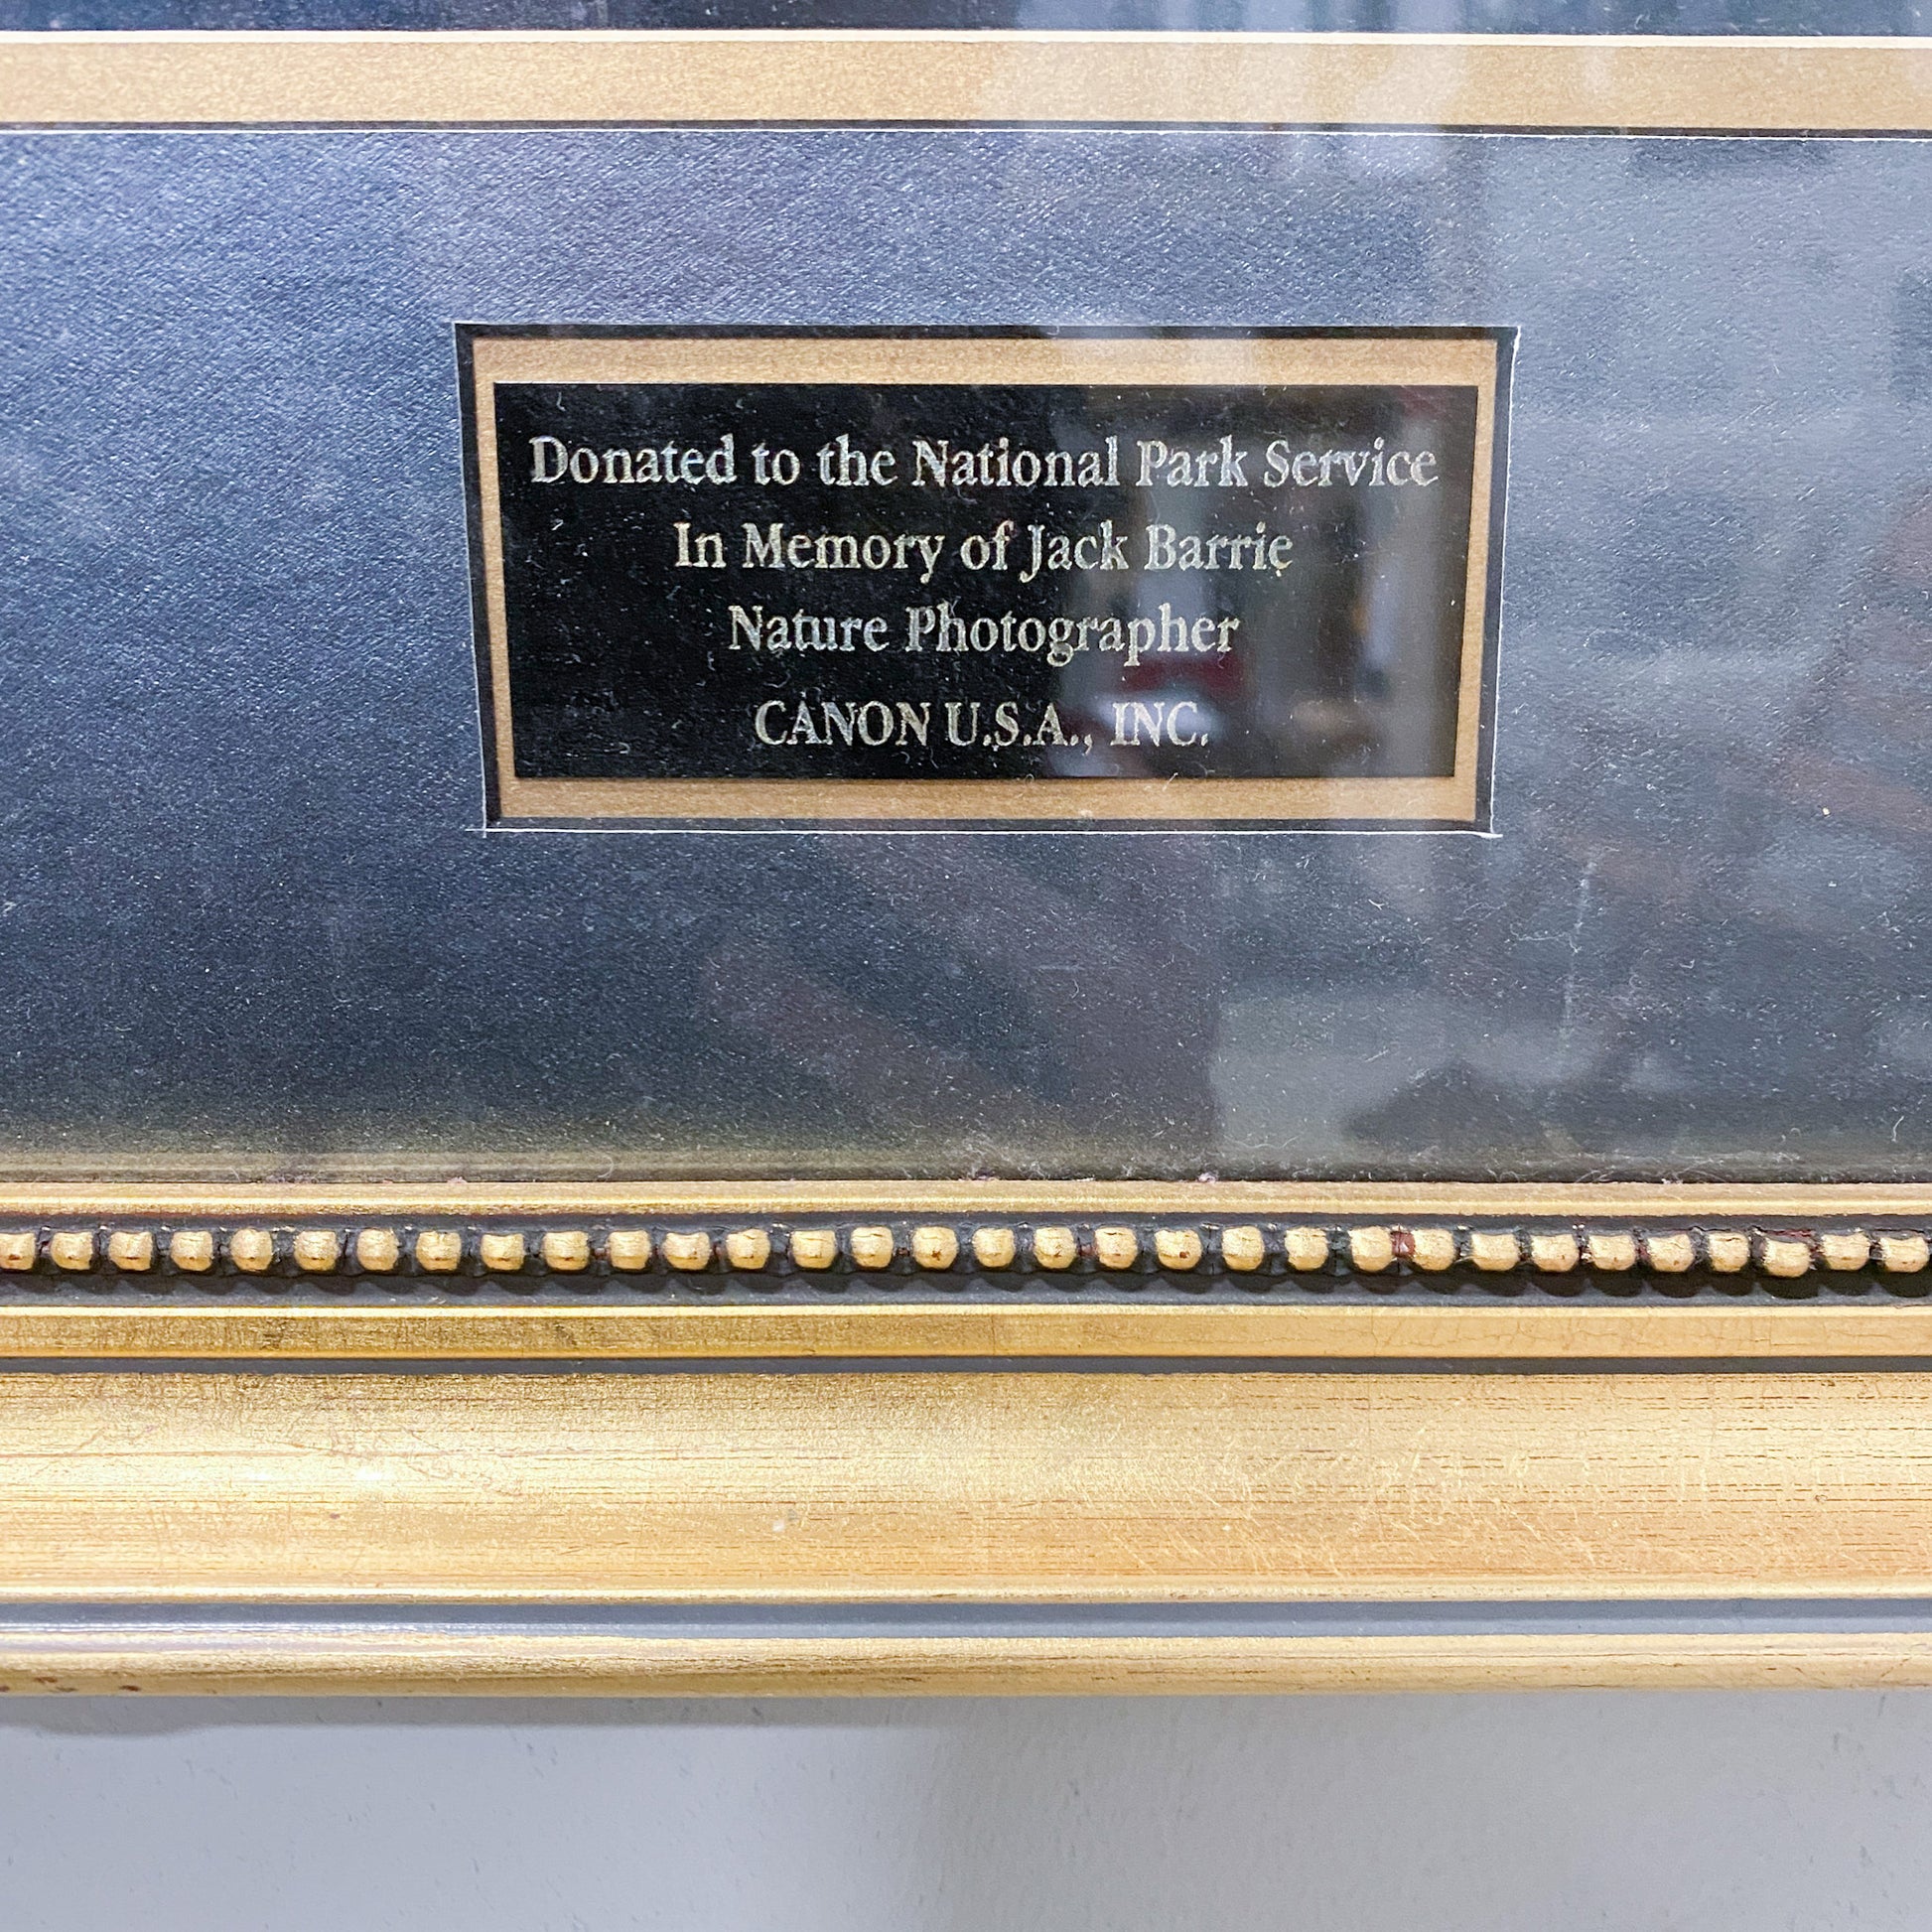 Donated to the National Park Service
In Memory of Jack Barrie
Nature Photographer
CANON U.S.A., INC.